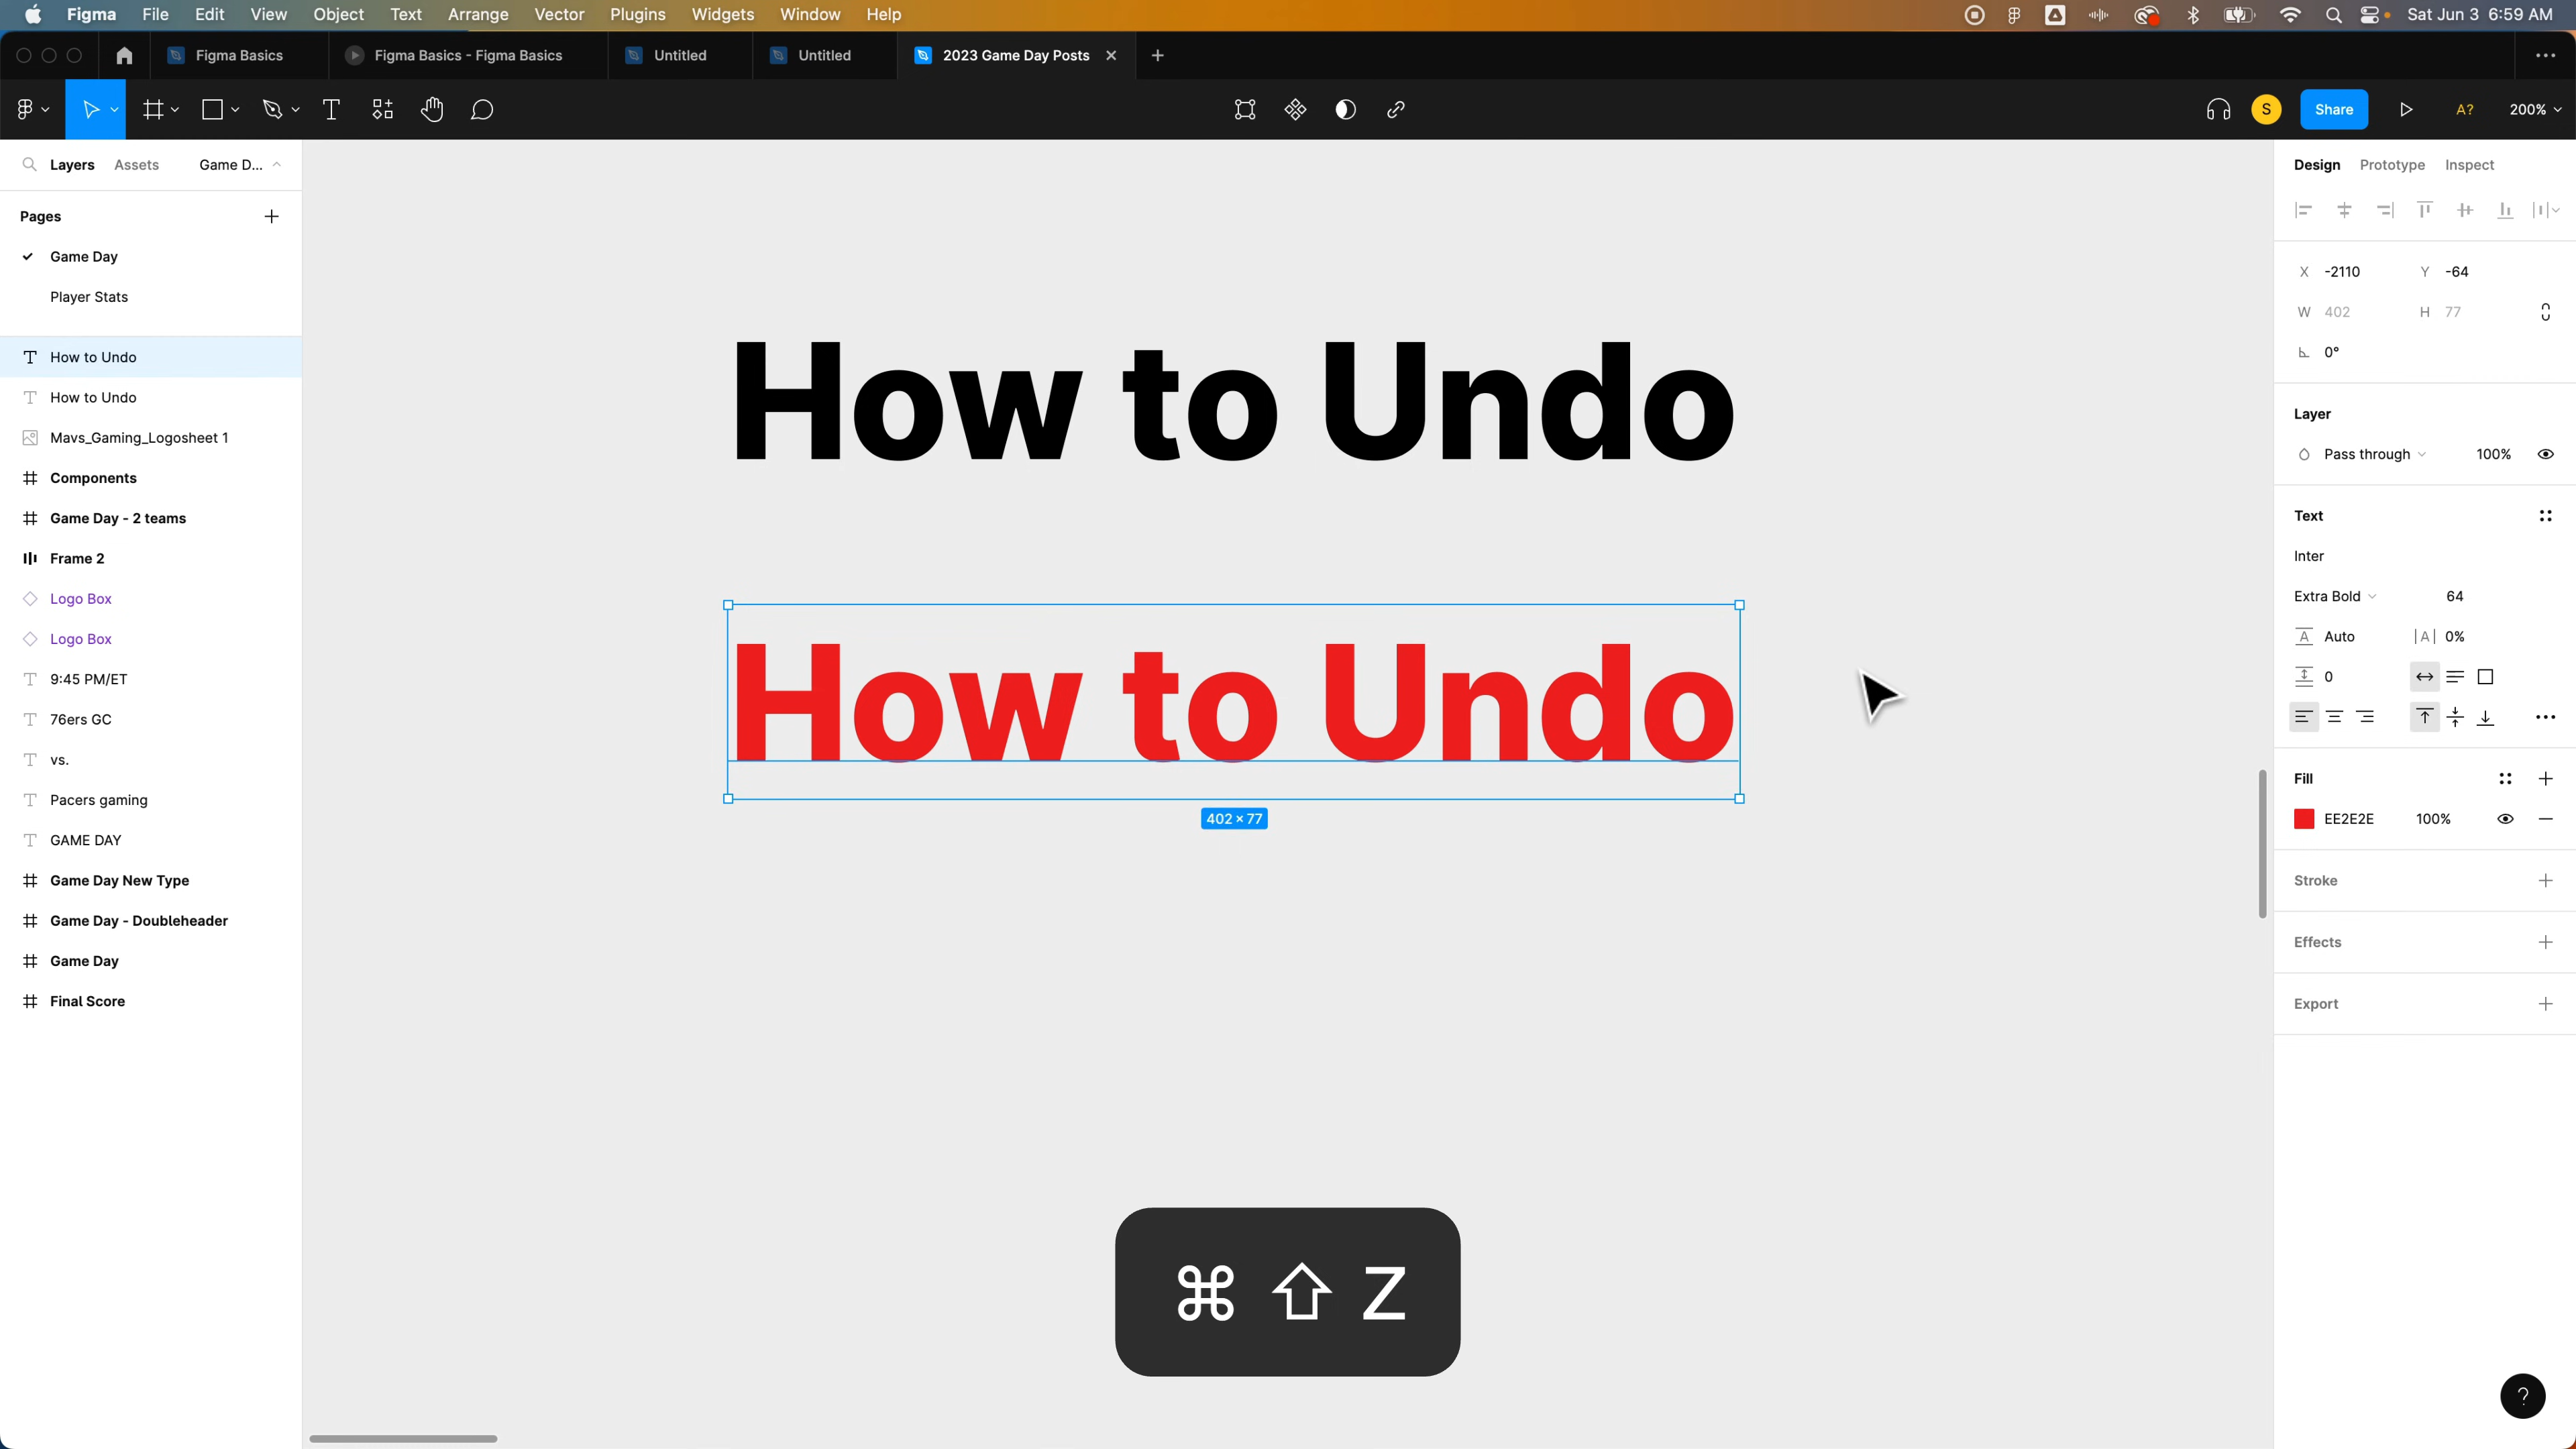 Figma File Edit View Object Text Arrange Vector Plugins Widgets Window Help Sat Jun 3 6:59 AM
Figma Basics Figma Basics - Figma Basics Untitled Untitled 2023 Game Day Posts
S Share A? 200%
Layers Assets Game D...
Pages
Game Day
Player Stats
How to Undo
How to Undo
Mavs_Gaming_Logosheet 1
Components
Game Day - 2 teams
Frame 2
Logo Box
Logo Box
9:45 PM/ET
76ers GC
vs.
Pacers gaming
GAME DAY
Game Day New Type
Game Day - Doubleheader
Game Day
Final Score
How to Undo
How to Undo
402 × 77
⌘ ⇧ Z
Design Prototype Inspect
X -2110 Y -64
W 402 H 77
0°
Layer
Pass through 100%
Text
Inter
Extra Bold 64
A Auto |A| 0%
0
Fill
EE2E2E 100%
Stroke
Effects
Export
?